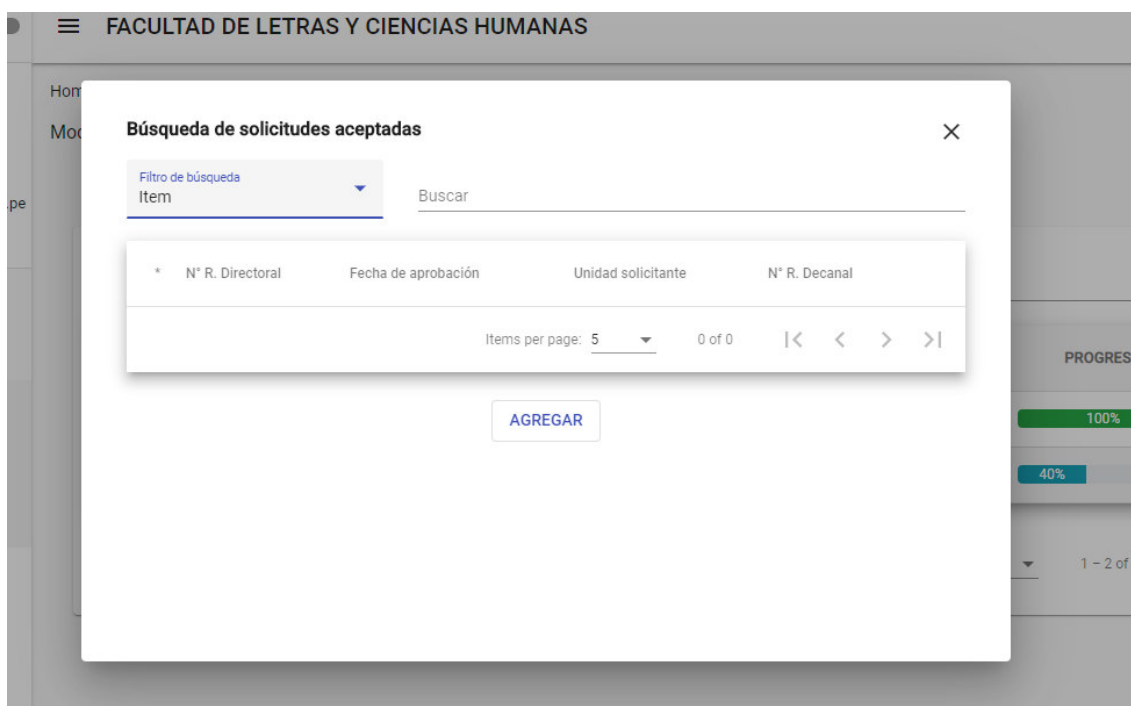 FACULTAD DE LETRAS Y CIENCIAS HUMANAS
Hom
Mod
.pe
Búsqueda de solicitudes aceptadas
Filtro de búsqueda
Item
Buscar
* N° R. Directoral Fecha de aprobación Unidad solicitante N° R. Decanal
Items per page: 5 0 of 0
AGREGAR
PROGRES
100%
40%
1 – 2 of